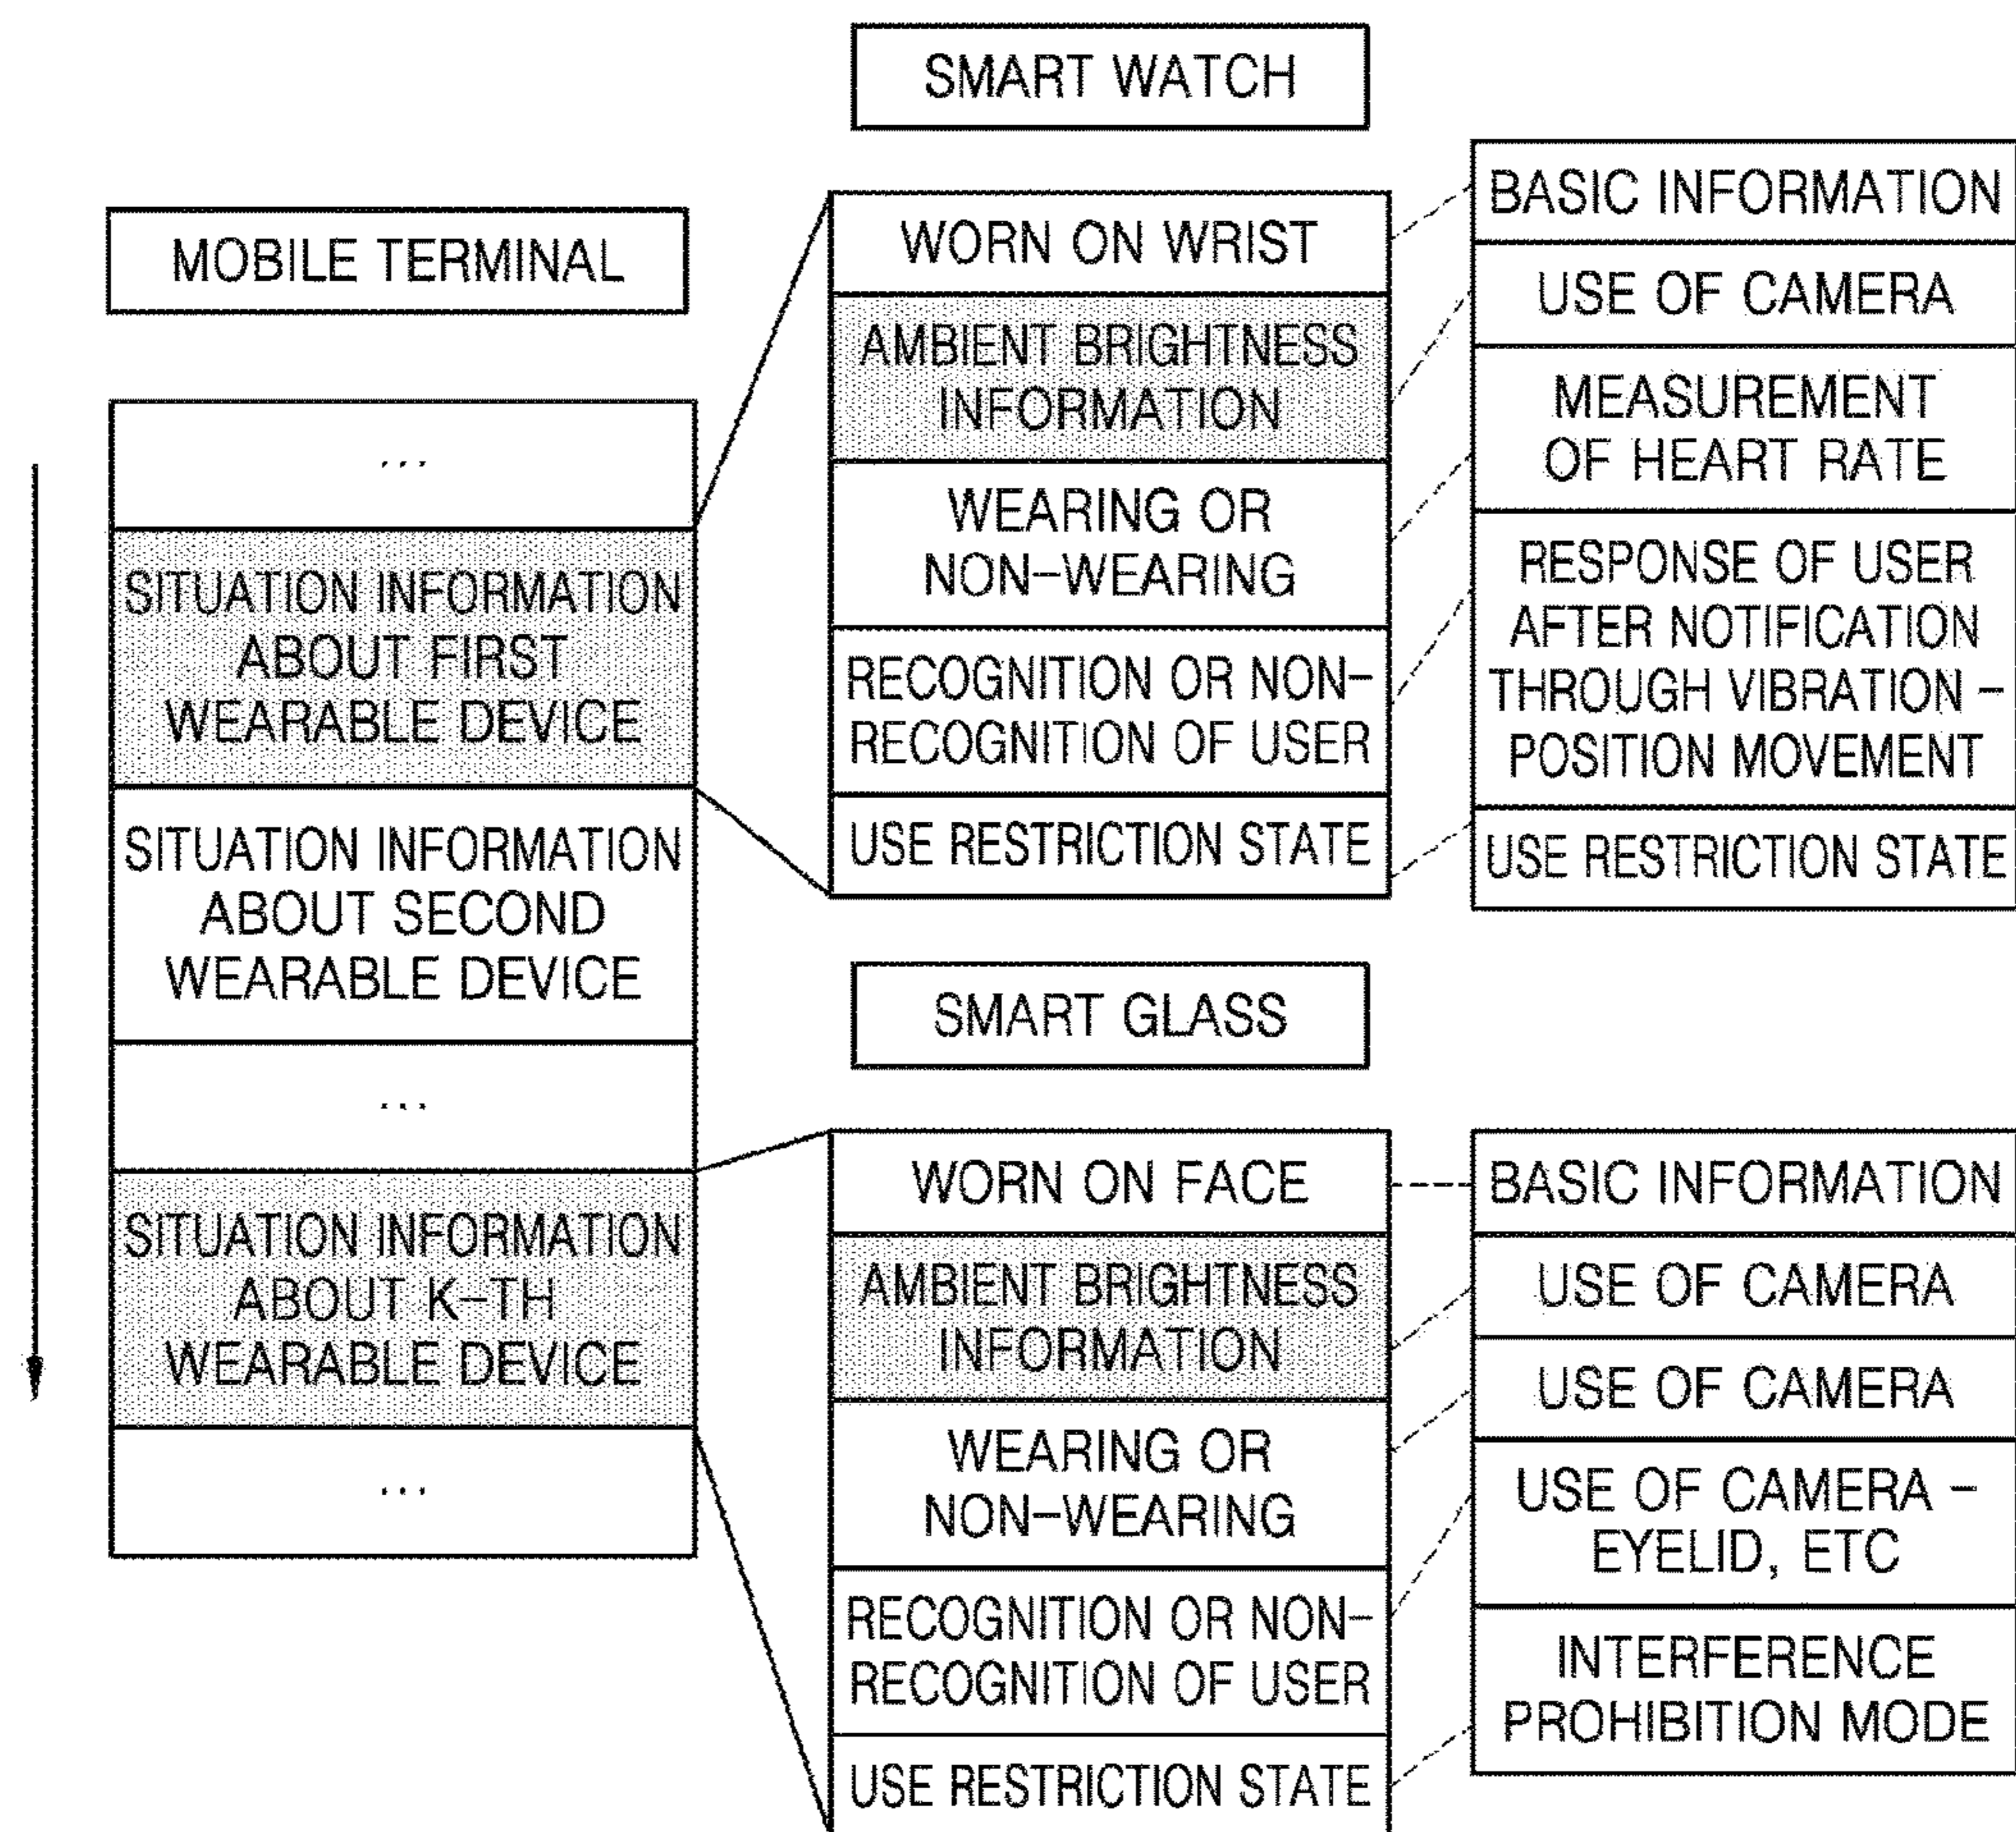 MOBILE TERMINAL
...
SITUATION INFORMATION
ABOUT FIRST
WEARABLE DEVICE
SITUATION INFORMATION
ABOUT SECOND
WEARABLE DEVICE
...
SITUATION INFORMATION
ABOUT K-TH
WEARABLE DEVICE
...
SMART WATCH
WORN ON WRIST
AMBIENT BRIGHTNESS
INFORMATION
WEARING OR
NON-WEARING
RECOGNITION OR NON-
RECOGNITION OF USER
USE RESTRICTION STATE
BASIC INFORMATION
USE OF CAMERA
MEASUREMENT
OF HEART RATE
RESPONSE OF USER
AFTER NOTIFICATION
THROUGH VIBRATION -
POSITION MOVEMENT
USE RESTRICTION STATE
SMART GLASS
WORN ON FACE
AMBIENT BRIGHTNESS
INFORMATION
WEARING OR
NON-WEARING
RECOGNITION OR NON-
RECOGNITION OF USER
USE RESTRICTION STATE
BASIC INFORMATION
USE OF CAMERA
USE OF CAMERA
USE OF CAMERA -
EYELID, ETC
INTERFERENCE
PROHIBITION MODE